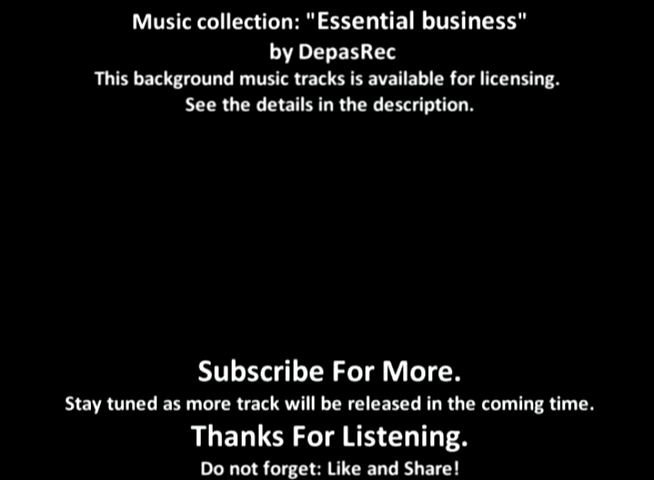 Music collection: "Essential business"
by DepasRec
This background music tracks is available for licensing.
See the details in the description.
Subscribe For More.
Stay tuned as more track will be released in the coming time.
Thanks For Listening.
Do not forget: Like and Share!